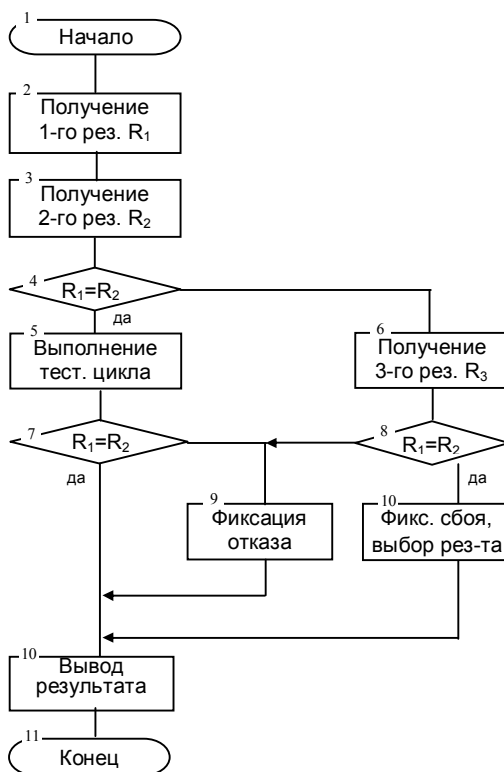 1
Начало
2
Получение
1-го рез. R₁
3
Получение
2-го рез. R₂
4
R₁=R₂
да
5
Выполнение
тест. цикла
6
Получение
3-го рез. R₃
7
R₁=R₂
да
8
R₁=R₂
да
9
Фиксация
отказа
10
Фикс. сбоя,
выбор рез-та
10
Вывод
результата
11
Конец